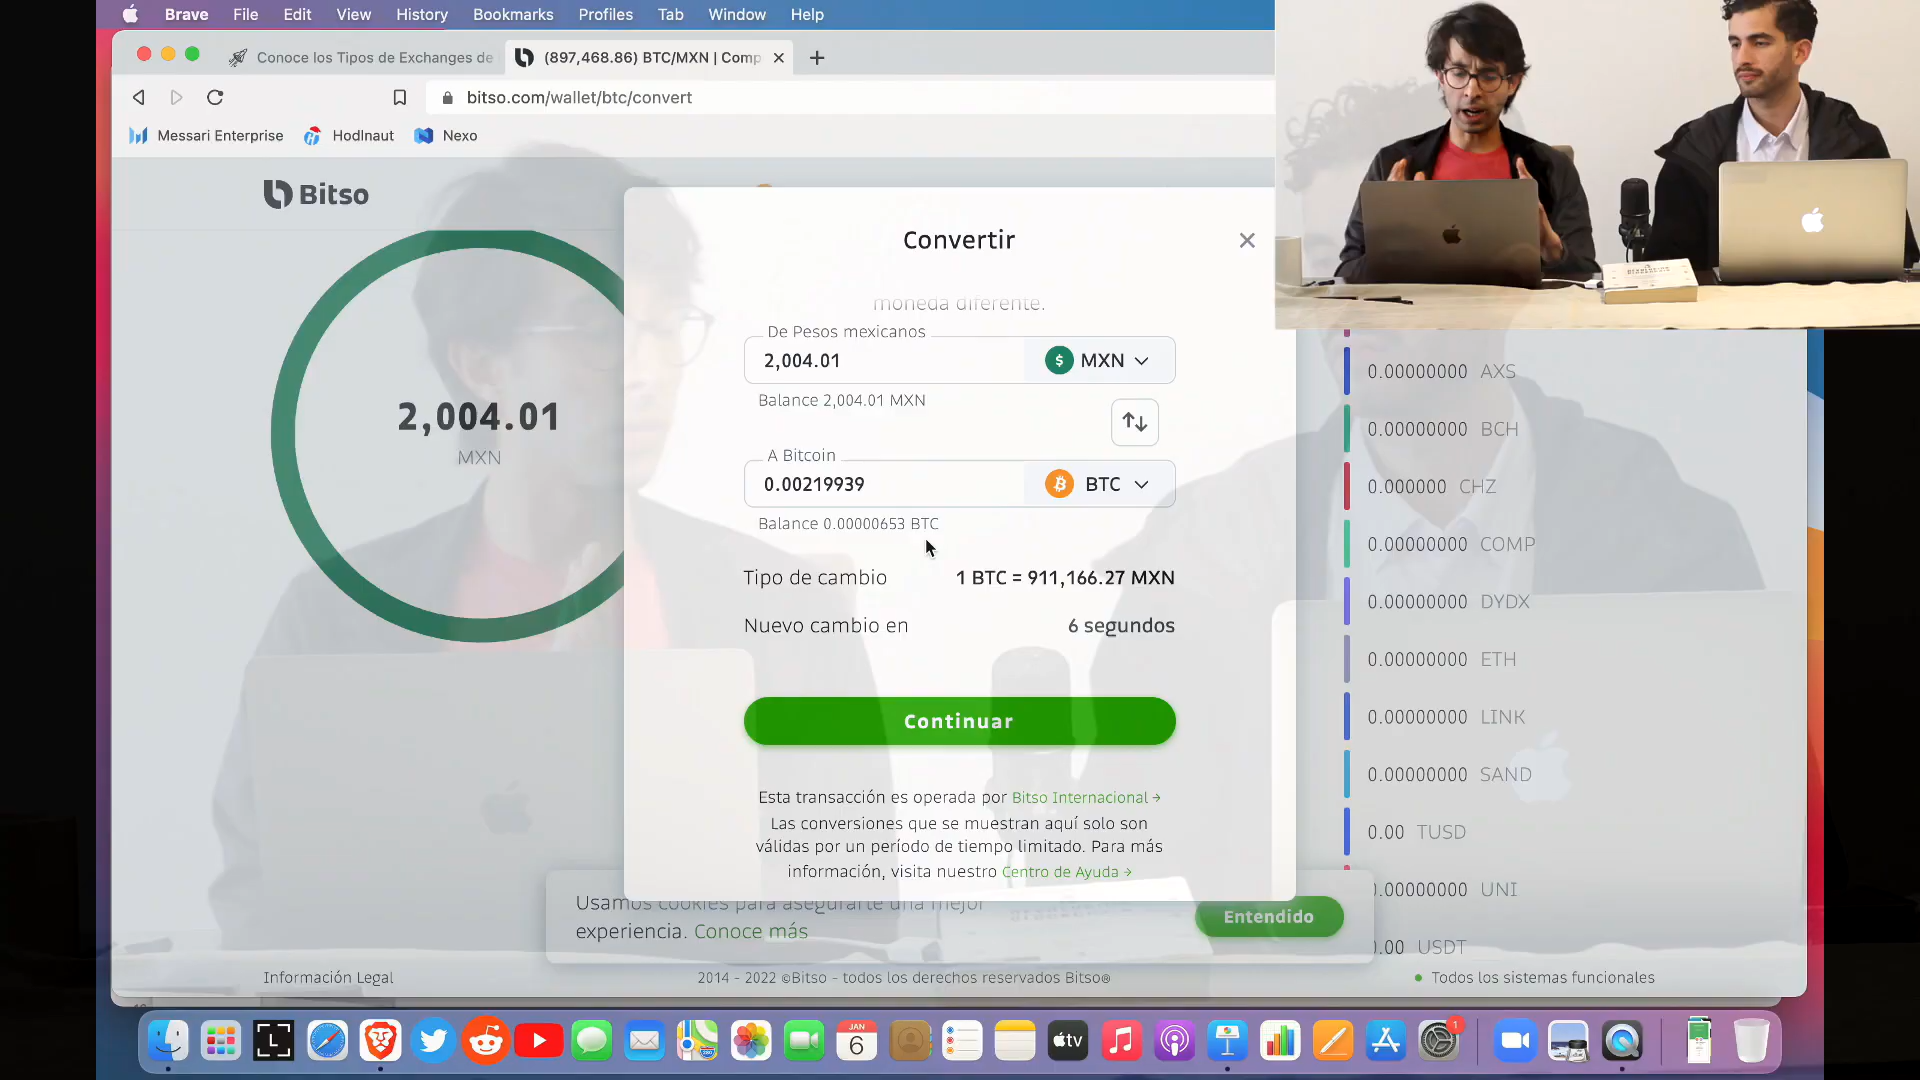 Brave File Edit View History Bookmarks Profiles Tab Window Help
Conoce los Tipos de Exchanges de
(897,468.86) BTC/MXN | Comp
bitso.com/wallet/btc/convert
Messari Enterprise Hodlnaut Nexo
Bitso
Convertir
moneda diferente.
2,004.01
MXN
De Pesos mexicanos
2,004.01
$ MXN
Balance 2,004.01 MXN
A Bitcoin
0.00219939
BTC
Balance 0.00000653 BTC
Tipo de cambio 1 BTC = 911,166.27 MXN
Nuevo cambio en 6 segundos
Continuar
Esta transacción es operada por Bitso Internacional →
Las conversiones que se muestran aquí solo son
válidas por un período de tiempo limitado. Para más
información, visita nuestro Centro de Ayuda →
0.00000000 AXS
0.00000000 BCH
0.000000 CHZ
0.00000000 COMP
0.00000000 DYDX
0.00000000 ETH
0.00000000 LINK
0.00000000 SAND
0.00 TUSD
0.00000000 UNI
0.00 USDT
Usamos cookies para asegurarte una mejor
experiencia. Conoce más
Entendido
Información Legal
2014 - 2022 ©Bitso - todos los derechos reservados Bitso®
Todos los sistemas funcionales
JAN
6
tv
1